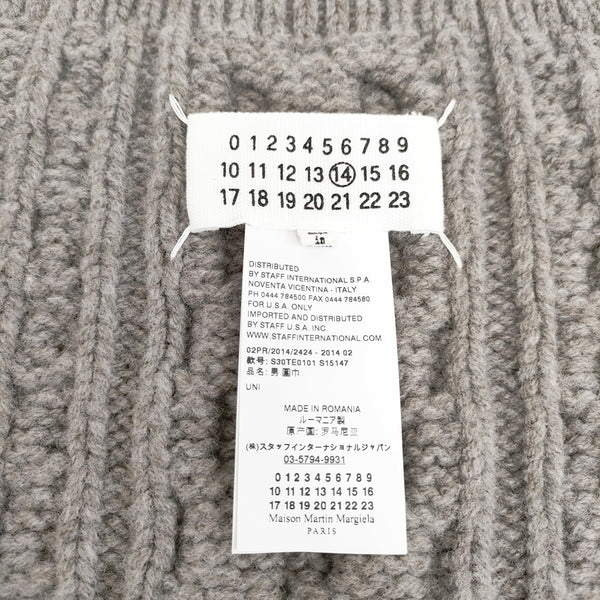 0 1 2 3 4 5 6 7 8 9
10 11 12 13 14 15 16
17 18 19 20 21 22 23
in
DISTRIBUTED
BY STAFF INTERNATIONAL S.P.A.
NOVENTA VICENTINA - ITALY
PH 0444 784500 FAX 0444 784580
FOR U.S.A. ONLY
IMPORTED AND DISTRIBUTED
BY STAFF U.S.A. INC
WWW.STAFFINTERNATIONAL.COM
02PR/2014/2424 - 2014 02
款号: S30TE0101 S15147
品名: 男圍巾
UNI
MADE IN ROMANIA
ルーマニア製
原产国: 罗马尼亚
(株)スタッフインターナショナルジャパン
03-5794-9931
0 1 2 3 4 5 6 7 8 9
10 11 12 13 14 15 16
17 18 19 20 21 22 23
Maison Martin Margiela
PARIS